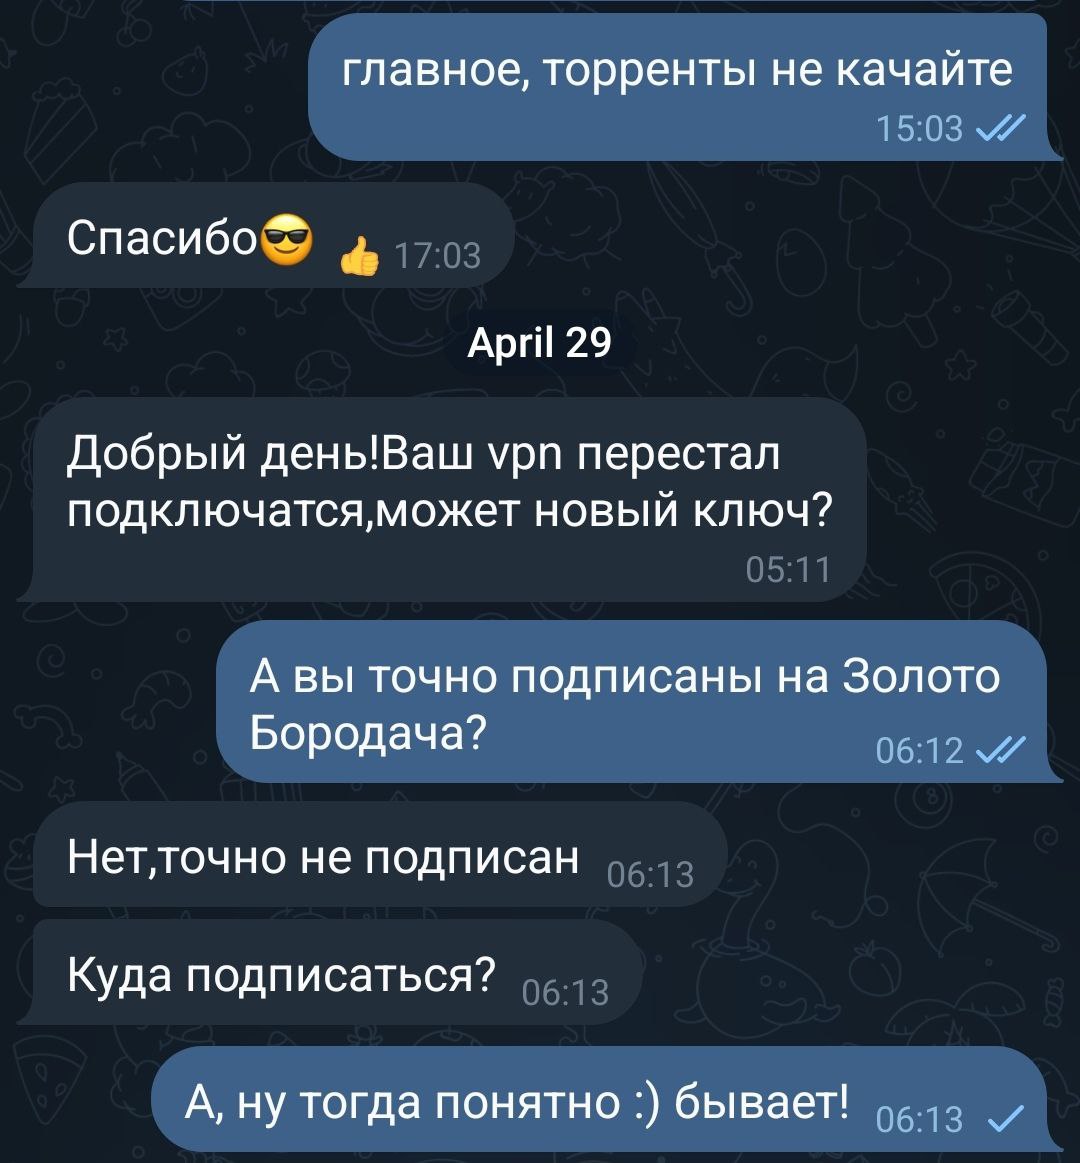 главное, торренты не качайте
15:03
Спасибо😎 👍 17:03
April 29
Добрый день!Ваш vpn перестал
подключатся,может новый ключ?
05:11
А вы точно подписаны на Золото
Бородача?
06:12
Нет,точно не подписан 06:13
Куда подписаться? 06:13
А, ну тогда понятно :) бывает! 06:13